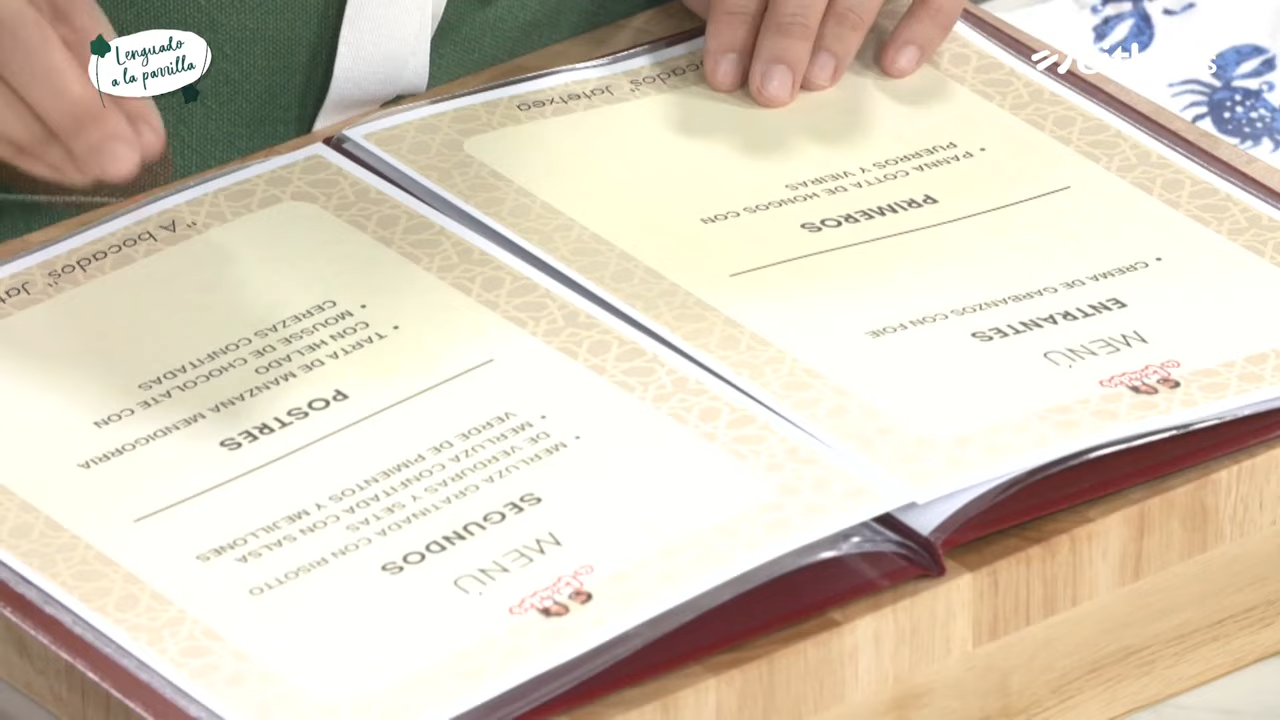 Lenguado
a la parrilla
MENÚ
ENTRANTES
• CREMA DE GARBANZOS CON FOIE
PRIMEROS
• PANNA COTTA DE HONGOS CON
PUERROS Y VIEIRAS
Jatetxea
MENÚ
SEGUNDOS
• MERLUZA GRATINADA CON RISOTTO
DE VERDURAS Y SETAS
• MERLUZA CONFITADA CON SALSA
VERDE DE PIMIENTOS Y MEJILLONES
POSTRES
• TARTA DE MANZANA MENDIGORRIA
CON HELADO
• MOUSSE DE CHOCOLATE CON
CEREZAS CONFITADAS
"A bocados"